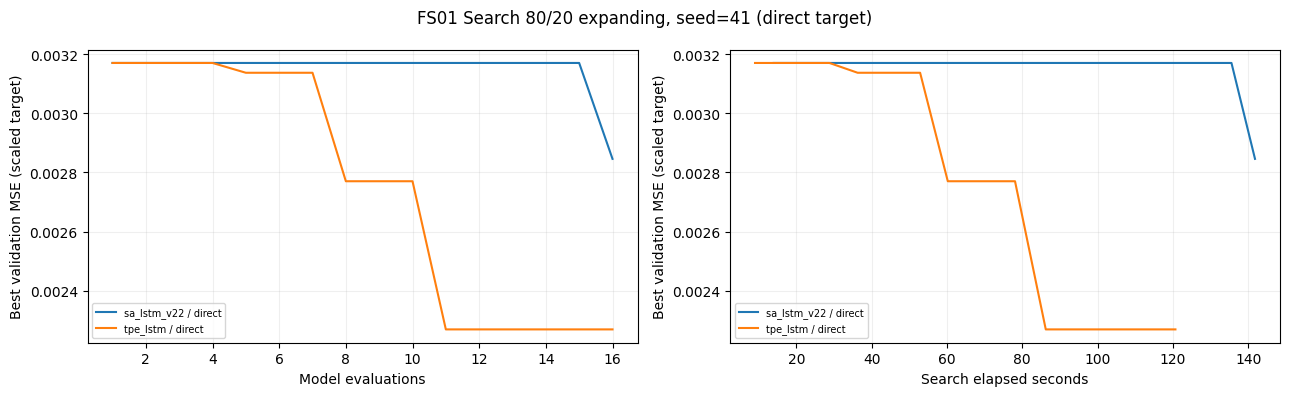 FS01 Search 80/20 expanding, seed=41 (direct target)
Best validation MSE (scaled target)
0.0032
0.0030
0.0028
0.0026
0.0024
sa_lstm_v22 / direct
tpe_lstm / direct
2 4 6 8 10 12 14 16
Model evaluations
Best validation MSE (scaled target)
0.0032
0.0030
0.0028
0.0026
0.0024
sa_lstm_v22 / direct
tpe_lstm / direct
20 40 60 80 100 120 140
Search elapsed seconds